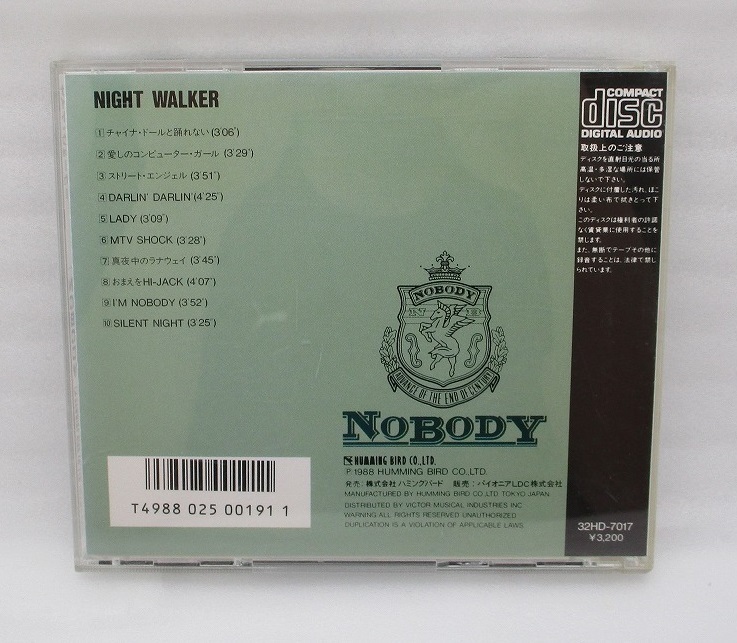 NIGHT WALKER
1 チャイナ・ドールと踊れない(3'06")
2 愛しのコンピューター・ガール(3'29")
3 ストリート・エンジェル(3'51")
4 DARLIN' DARLIN'(4'25")
5 LADY(3'09")
6 MTV SHOCK(3'28")
7 真夜中のラナウェイ(3'45")
8 おまえをHI-JACK(4'07")
9 I'M NOBODY(3'52")
10 SILENT NIGHT(3'25")
NOBODY
N B
ADVANCE OF THE END OF CENTURY
NOBODY
HUMMING BIRD CO.,LTD.
Ⓟ1988 HUMMING BIRD CO.,LTD.
発売:株式会社ハミングバード 販売:パイオニアLDC株式会社
MANUFACTURED BY HUMMING BIRD CO.,LTD. TOKYO JAPAN
DISTRIBUTED BY VICTOR MUSICAL INDUSTRIES INC
WARNING ALL RIGHTS RESERVED UNAUTHORIZED
DUPLICATION IS A VIOLATION OF APPLICABLE LAWS
T4988 025 00191 1
COMPACT
disc
DIGITAL AUDIO
取扱上のご注意
ディスクを直射日光の当る所
高温・多湿な場所には保管
しないで下さい。
ディスクに付着した汚れ、ほこ
りは柔い布で拭きとって下さ
い。
このディスクは権利者の許諾
なく賃貸業に使用することを
禁じます。
また、無断でテープその他に
録音することは、法律で禁じ
られています。
32HD-7017
¥3,200